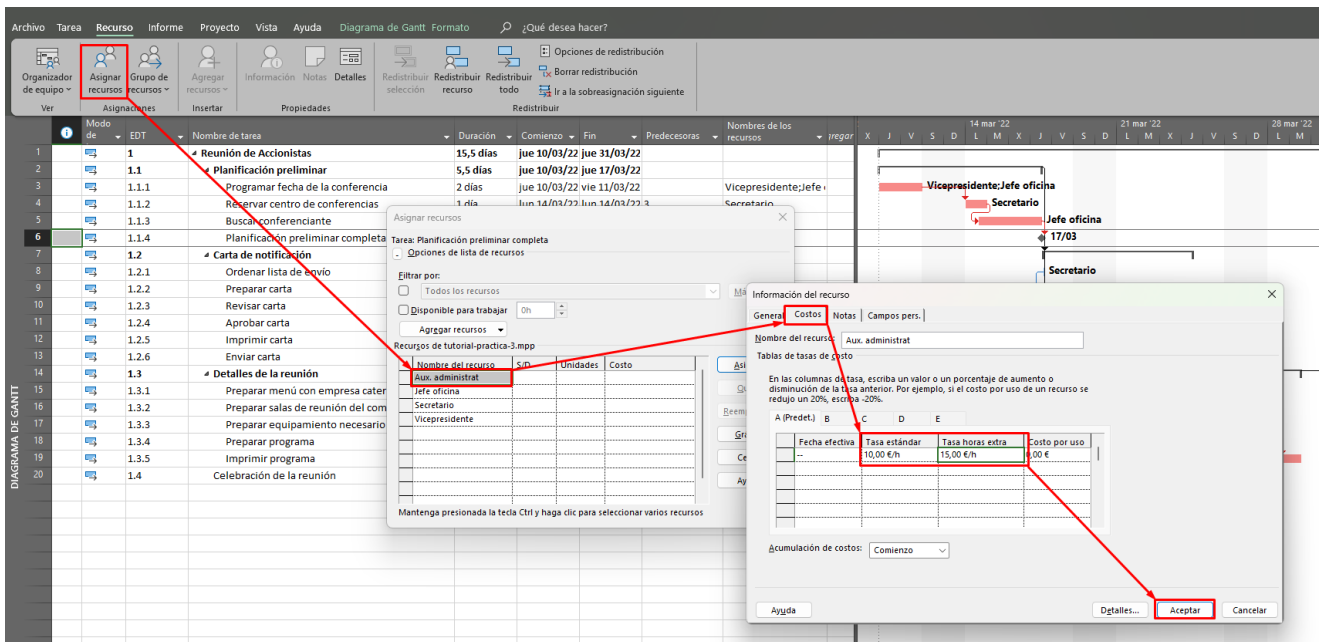 Archivo Tarea Recurso Informe Proyecto Vista Ayuda Diagrama de Gantt Formato ¿Qué desea hacer?
Organizador de equipo
Asignar recursos
Grupo de recursos
Agregar recursos
Información
Notas
Detalles
Redistribuir selección
Redistribuir recurso
Redistribuir todo
Opciones de redistribución
Borrar redistribución
Ir a la sobreasignación siguiente
Ver Asignaciones Insertar Propiedades Redistribuir
Modo de EDT Nombre de tarea Duración Comienzo Fin Predecesoras Nombres de los recursos
14 mar '22 21 mar '22 28 mar '22
X J V S D L M X J V S D L M X J V S D L M
1 1 Reunión de Accionistas 15,5 días jue 10/03/22 jue 31/03/22
2 1.1 Planificación preliminar 5,5 días jue 10/03/22 jue 17/03/22
3 1.1.1 Programar fecha de la conferencia 2 días jue 10/03/22 vie 11/03/22 Vicepresidente;Jefe
4 1.1.2 Reservar centro de conferencias 1 día lun 14/03/22 lun 14/03/22 3 Secretario
5 1.1.3 Buscar conferenciante
6 1.1.4 Planificación preliminar completa
7 1.2 Carta de notificación
8 1.2.1 Ordenar lista de envío
9 1.2.2 Preparar carta
10 1.2.3 Revisar carta
11 1.2.4 Aprobar carta
12 1.2.5 Imprimir carta
13 1.2.6 Enviar carta
14 1.3 Detalles de la reunión
15 1.3.1 Preparar menú con empresa cater
16 1.3.2 Preparar salas de reunión del com
17 1.3.3 Preparar equipamiento necesario
18 1.3.4 Preparar programa
19 1.3.5 Imprimir programa
20 1.4 Celebración de la reunión
DIAGRAMA DE GANTT
Vicepresidente;Jefe oficina
Secretario
Jefe oficina
17/03
Secretario
Asignar recursos
Tarea: Planificación preliminar completa
Opciones de lista de recursos
Filtrar por:
Todos los recursos
Disponible para trabajar 0h
Agregar recursos
Recursos de tutorial-practica-3.mpp
Nombre del recurso S/D Unidades Costo
Aux. administrat
Jefe oficina
Secretario
Vicepresidente
Mantenga presionada la tecla Ctrl y haga clic para seleccionar varios recursos
Información del recurso
General Costos Notas Campos pers.
Nombre del recurso: Aux. administrat
Tablas de tasas de costo
En las columnas de tasa, escriba un valor o un porcentaje de aumento o
disminución de la tasa anterior. Por ejemplo, si el costo por uso de un recurso se
redujo un 20%, escriba -20%.
A (Predet.) B C D E
Fecha efectiva Tasa estándar Tasa horas extra Costo por uso
-- 10,00 €/h 15,00 €/h 0,00 €
Acumulación de costos: Comienzo
Ayuda Detalles... Aceptar Cancelar